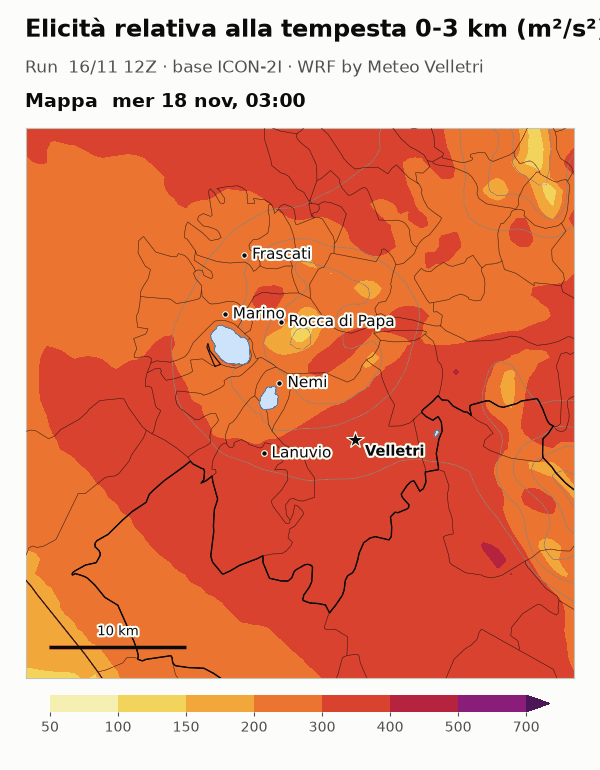 Elicità relativa alla tempesta 0-3 km (m²/s²)
Run  16/11 12Z · base ICON-2I · WRF by Meteo Velletri
Mappa  mer 18 nov, 03:00
Frascati
Marino
Rocca di Papa
Nemi
Velletri
Lanuvio
10 km
50 100 150 200 300 400 500 700